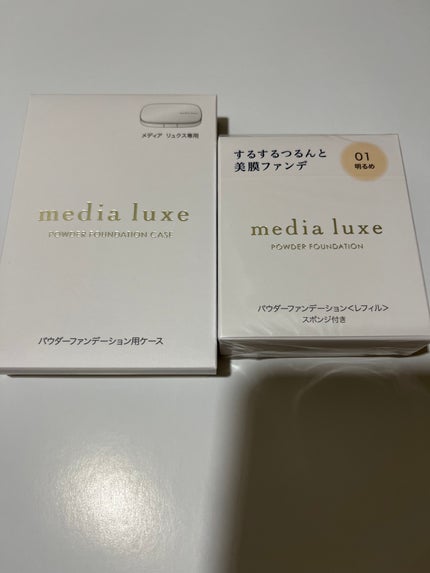 メディア リュクス専用
media luxe
POWDER FOUNDATION CASE
パウダーファンデーション用ケース
するするつるんと
美膜ファンデ
01
明るめ
media luxe
POWDER FOUNDATION
パウダーファンデーション<レフィル>
スポンジ付き